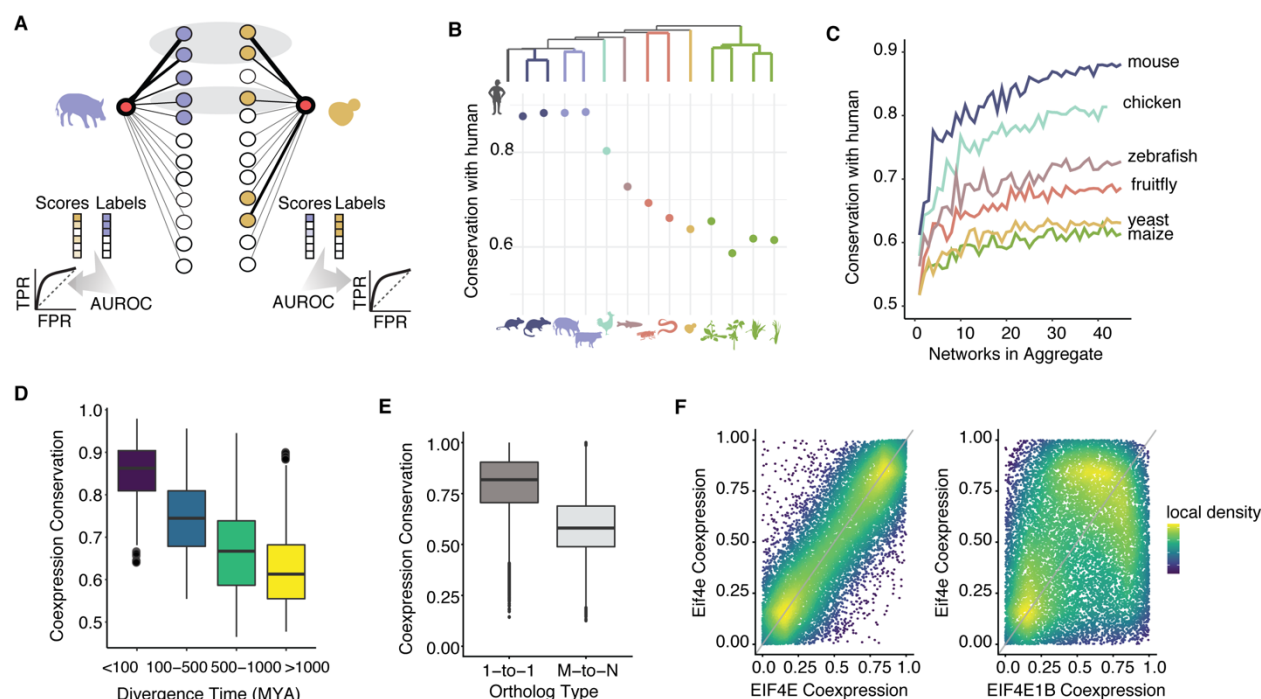 A
Scores Labels
TPR
FPR
AUROC
Scores Labels
AUROC
TPR
FPR
B
Conservation with human
0.8
0.6
C
Conservation with human
0.9
0.8
0.7
0.6
0.5
0
10
20
30
40
Networks in Aggregate
mouse
chicken
zebrafish
fruitfly
yeast
maize
D
Coexpression Conservation
1.0
0.9
0.8
0.7
0.6
0.5
<100
100–500
500–1000
>1000
Divergence Time (MYA)
E
Coexpression Conservation
1.00
0.75
0.50
0.25
0.00
1–to–1
M–to–N
Ortholog Type
F
Eif4e Coexpression
1.00
0.75
0.50
0.25
0.00
0.0
0.25
0.5
0.75
1.0
EIF4E Coexpression
Eif4e Coexpression
1.00
0.75
0.50
0.25
0.00
0.0
0.25
0.5
0.75
1.0
EIF4E1B Coexpression
local density